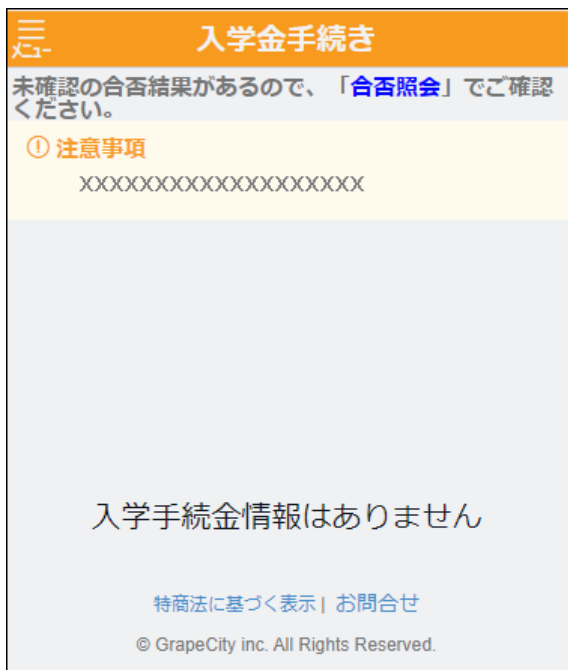 メニュー
入学金手続き
未確認の合否結果があるので、「合否照会」でご確認
ください。
注意事項
XXXXXXXXXXXXXXXXXXX
入学手続金情報はありません
特商法に基づく表示 | お問合せ
© GrapeCity inc. All Rights Reserved.